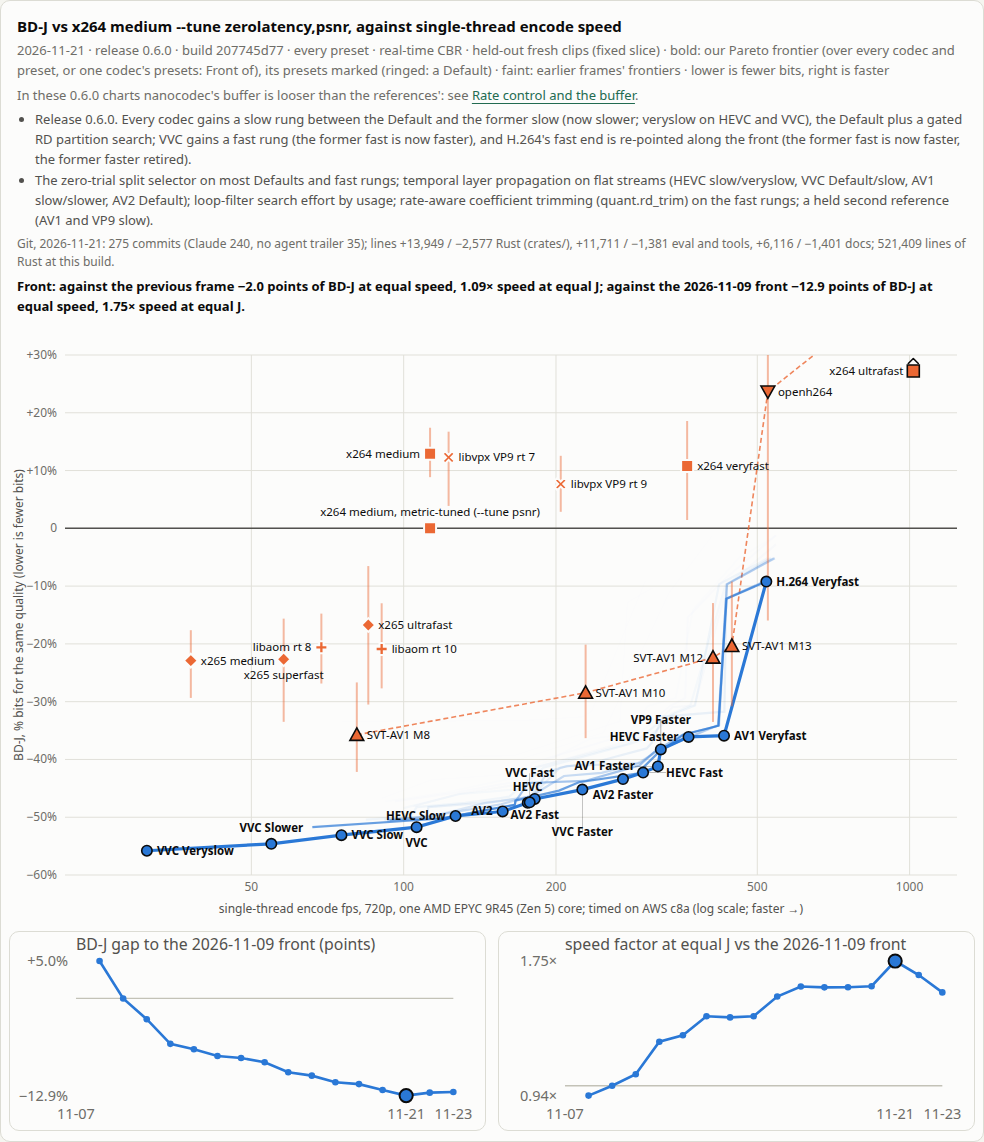 BD-J vs x264 medium --tune zerolatency,psnr, against single-thread encode speed
2026-11-21 · release 0.6.0 · build 207745d77 · every preset · real-time CBR · held-out fresh clips (fixed slice) · bold: our Pareto frontier (over every codec and
preset, or one codec's presets: Front of), its presets marked (ringed: a Default) · faint: earlier frames' frontiers · lower is fewer bits, right is faster
In these 0.6.0 charts nanocodec's buffer is looser than the references': see Rate control and the buffer.
• Release 0.6.0. Every codec gains a slow rung between the Default and the former slow (now slower; veryslow on HEVC and VVC), the Default plus a gated
RD partition search; VVC gains a fast rung (the former fast is now faster), and H.264's fast end is re-pointed along the front (the former fast is now faster,
the former faster retired).
• The zero-trial split selector on most Defaults and fast rungs; temporal layer propagation on flat streams (HEVC slow/veryslow, VVC Default/slow, AV1
slow/slower, AV2 Default); loop-filter search effort by usage; rate-aware coefficient trimming (quant.rd_trim) on the fast rungs; a held second reference
(AV1 and VP9 slow).
Git, 2026-11-21: 275 commits (Claude 240, no agent trailer 35); lines +13,949 / −2,577 Rust (crates/), +11,711 / −1,381 eval and tools, +6,116 / −1,401 docs; 521,409 lines of
Rust at this build.
Front: against the previous frame −2.0 points of BD-J at equal speed, 1.09× speed at equal J; against the 2026-11-09 front −12.9 points of BD-J at
equal speed, 1.75× speed at equal J.
+30%
x264 ultrafast
openh264
+20%
x264 medium
libvpx VP9 rt 7
x264 veryfast
+10%
libvpx VP9 rt 9
x264 medium, metric-tuned (--tune psnr)
0
BD-J, % bits for the same quality (lower is fewer bits)
H.264 Veryfast
−10%
x265 ultrafast
−20%
libaom rt 8
libaom rt 10
SVT-AV1 M13
x265 medium
SVT-AV1 M12
x265 superfast
SVT-AV1 M10
−30%
VP9 Faster
SVT-AV1 M8
HEVC Faster
AV1 Veryfast
−40%
AV1 Faster
VVC Fast
HEVC Fast
HEVC
AV2 Faster
AV2
HEVC Slow
AV2 Fast
−50%
VVC Slower
VVC Faster
VVC Slow
VVC
VVC Veryslow
−60%
50
100
200
500
1000
single-thread encode fps, 720p, one AMD EPYC 9R45 (Zen 5) core; timed on AWS c8a (log scale; faster →)
BD-J gap to the 2026-11-09 front (points)
+5.0%
−12.9%
11-07
11-21
11-23
speed factor at equal J vs the 2026-11-09 front
1.75×
0.94×
11-07
11-21
11-23